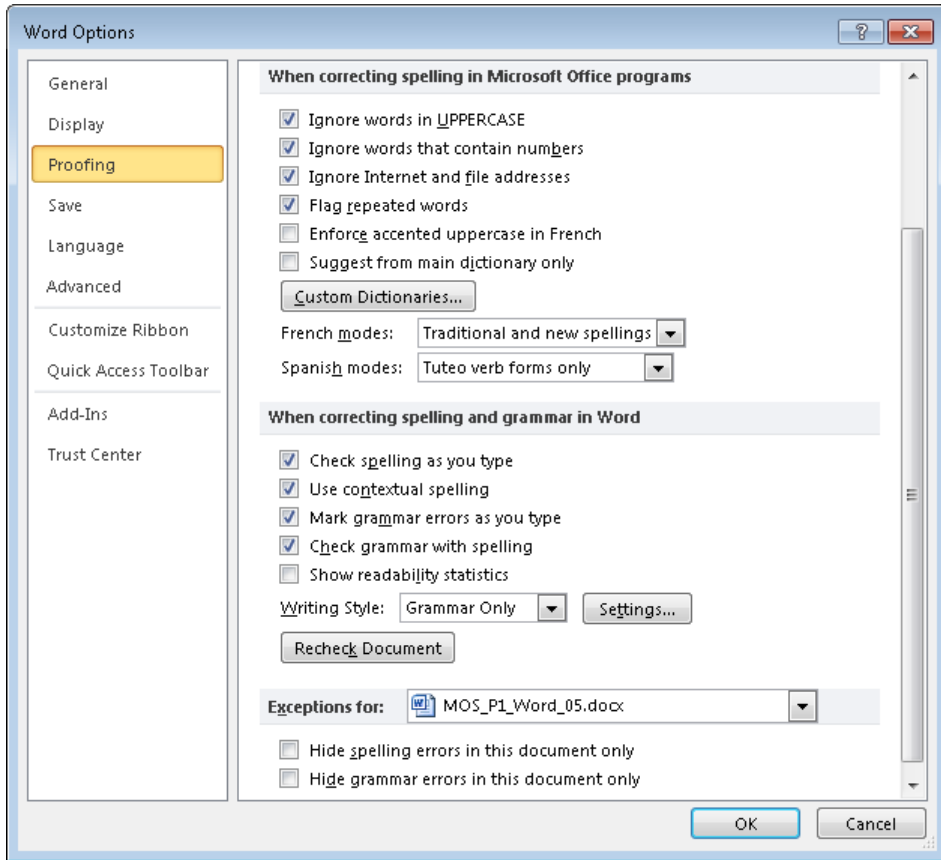 Word Options
General
Display
Proofing
Save
Language
Advanced
Customize Ribbon
Quick Access Toolbar
Add-Ins
Trust Center
When correcting spelling in Microsoft Office programs
Ignore words in UPPERCASE
Ignore words that contain numbers
Ignore Internet and file addresses
Flag repeated words
Enforce accented uppercase in French
Suggest from main dictionary only
Custom Dictionaries...
French modes: Traditional and new spellings
Spanish modes: Tuteo verb forms only
When correcting spelling and grammar in Word
Check spelling as you type
Use contextual spelling
Mark grammar errors as you type
Check grammar with spelling
Show readability statistics
Writing Style: Grammar Only Settings...
Recheck Document
Exceptions for: MOS_P1_Word_05.docx
Hide spelling errors in this document only
Hide grammar errors in this document only
OK Cancel